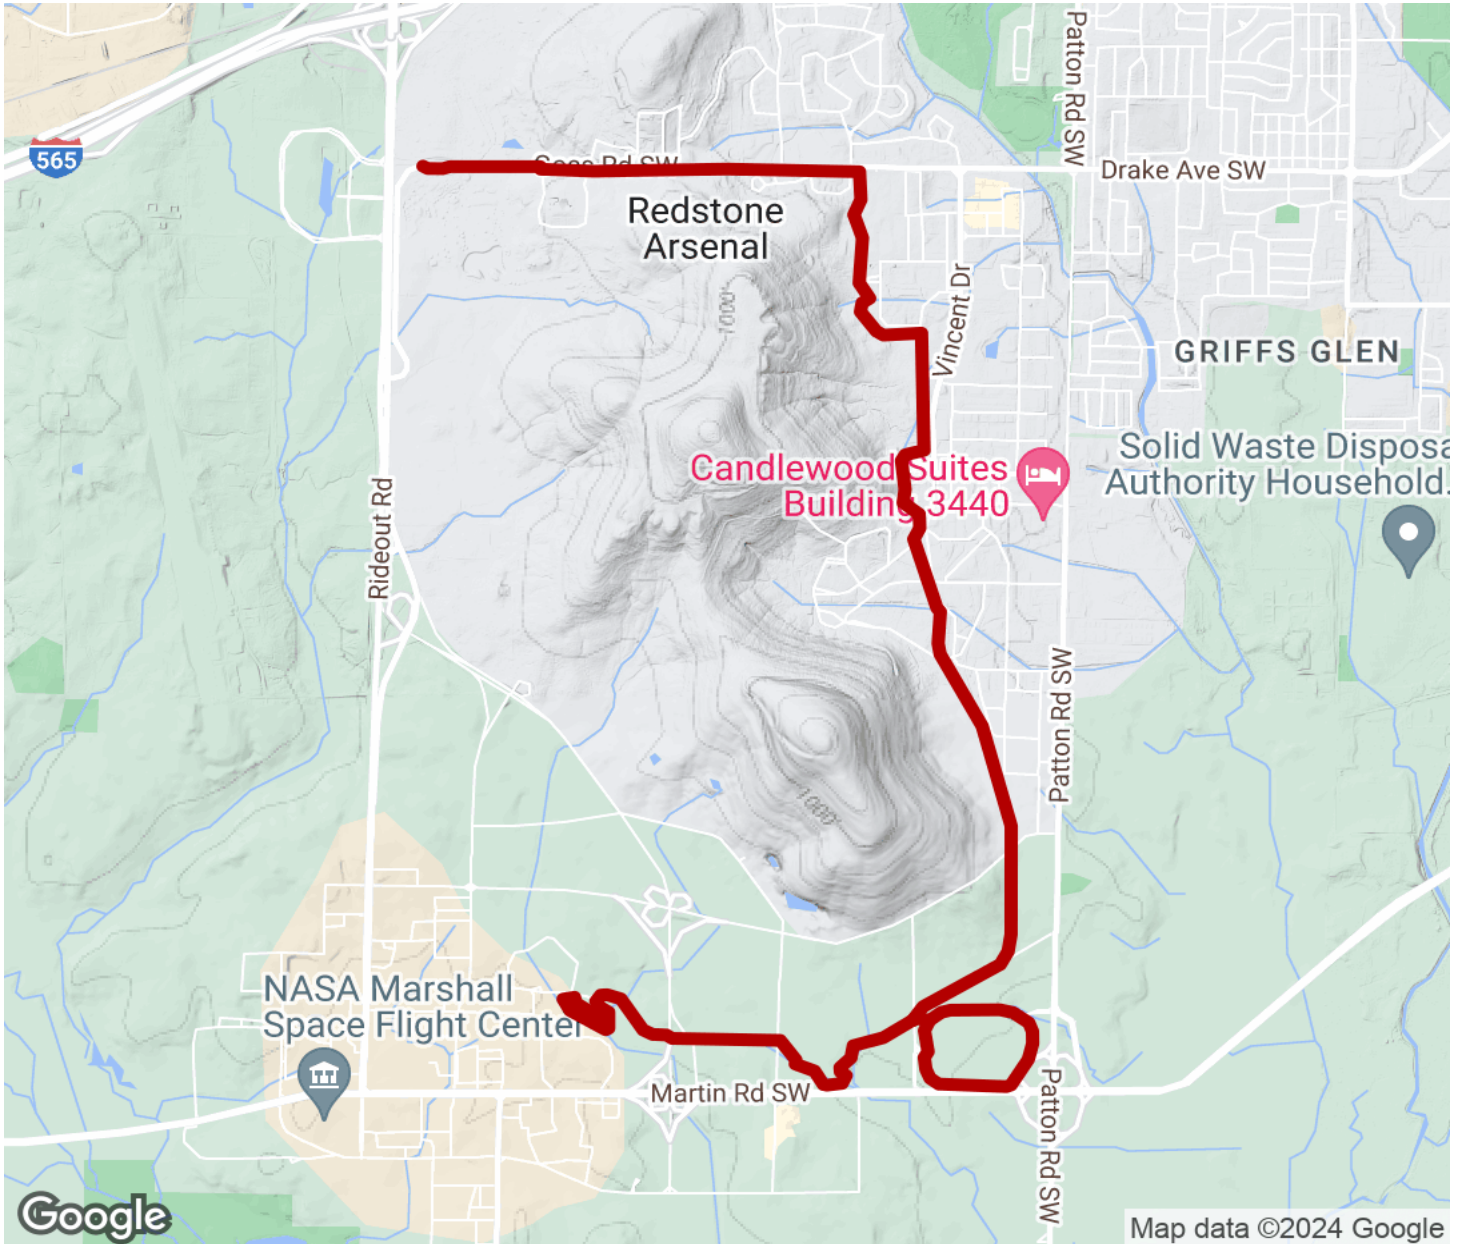 Patton Rd SW
565
Goss Rd SW
Drake Ave SW
Redstone
Arsenal
1000
Vincent Dr
GRIFFS GLEN
Candlewood Suites
Building 3440
Solid Waste Disposa
Authority Household.
Rideout Rd
Patton Rd SW
1000
NASA Marshall
Space Flight Center
Martin Rd SW
Patton Rd SW
Google
Map data ©2024 Google